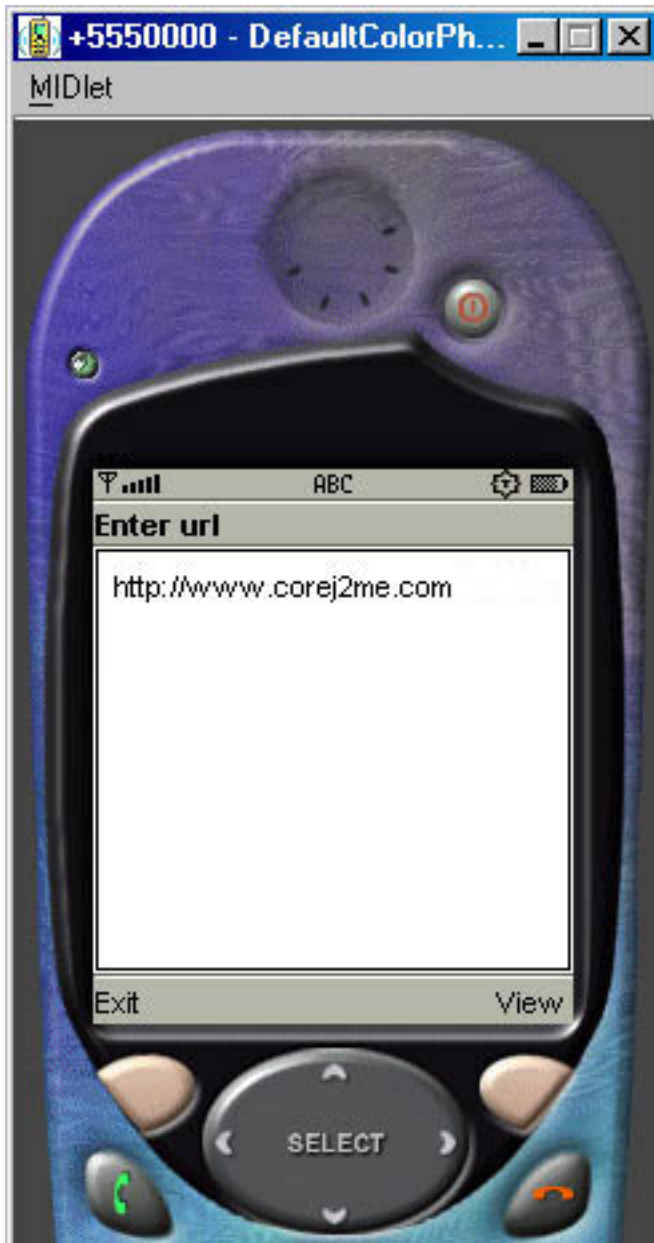 +5550000 - DefaultColorPh...
MIDlet
ABC
Enter url
http://www.corej2me.com
Exit View
SELECT